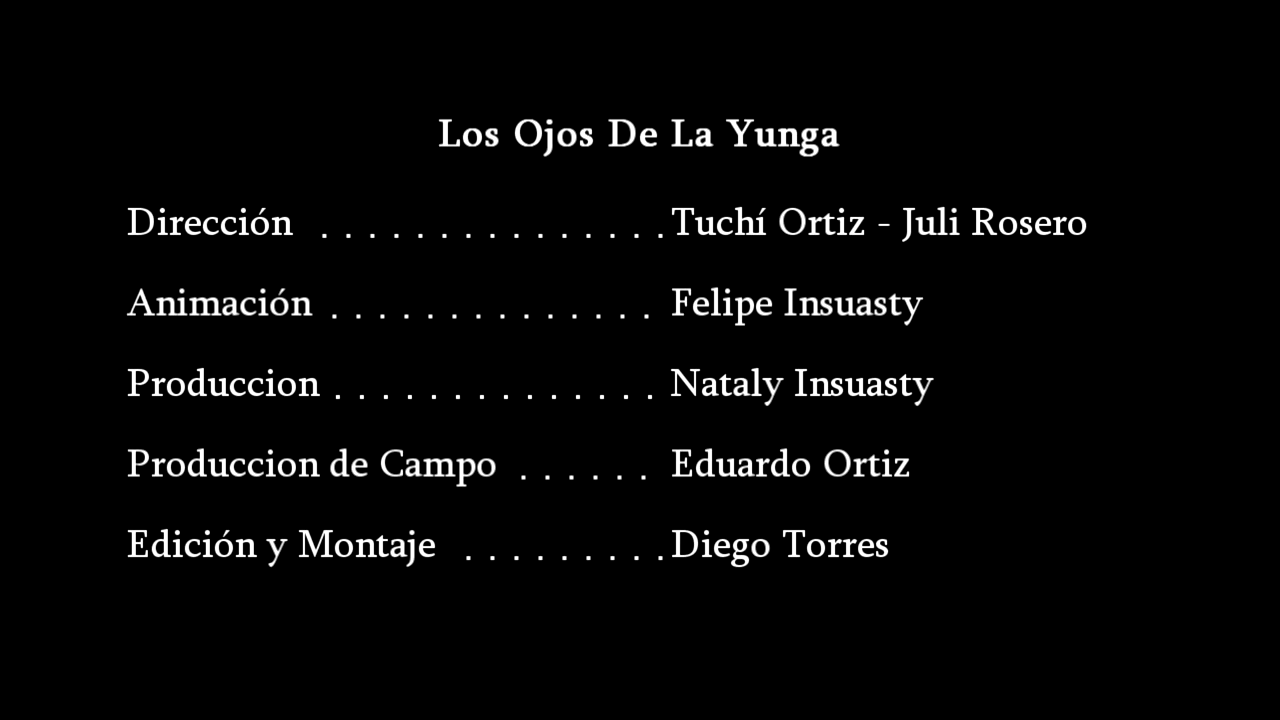 Los Ojos De La Yunga
Dirección . . . . . . . . . . . . . . . Tuchí Ortiz - Juli Rosero
Animación . . . . . . . . . . . . . . Felipe Insuasty
Produccion . . . . . . . . . . . . . . Nataly Insuasty
Produccion de Campo . . . . . . Eduardo Ortiz
Edición y Montaje . . . . . . . . . Diego Torres